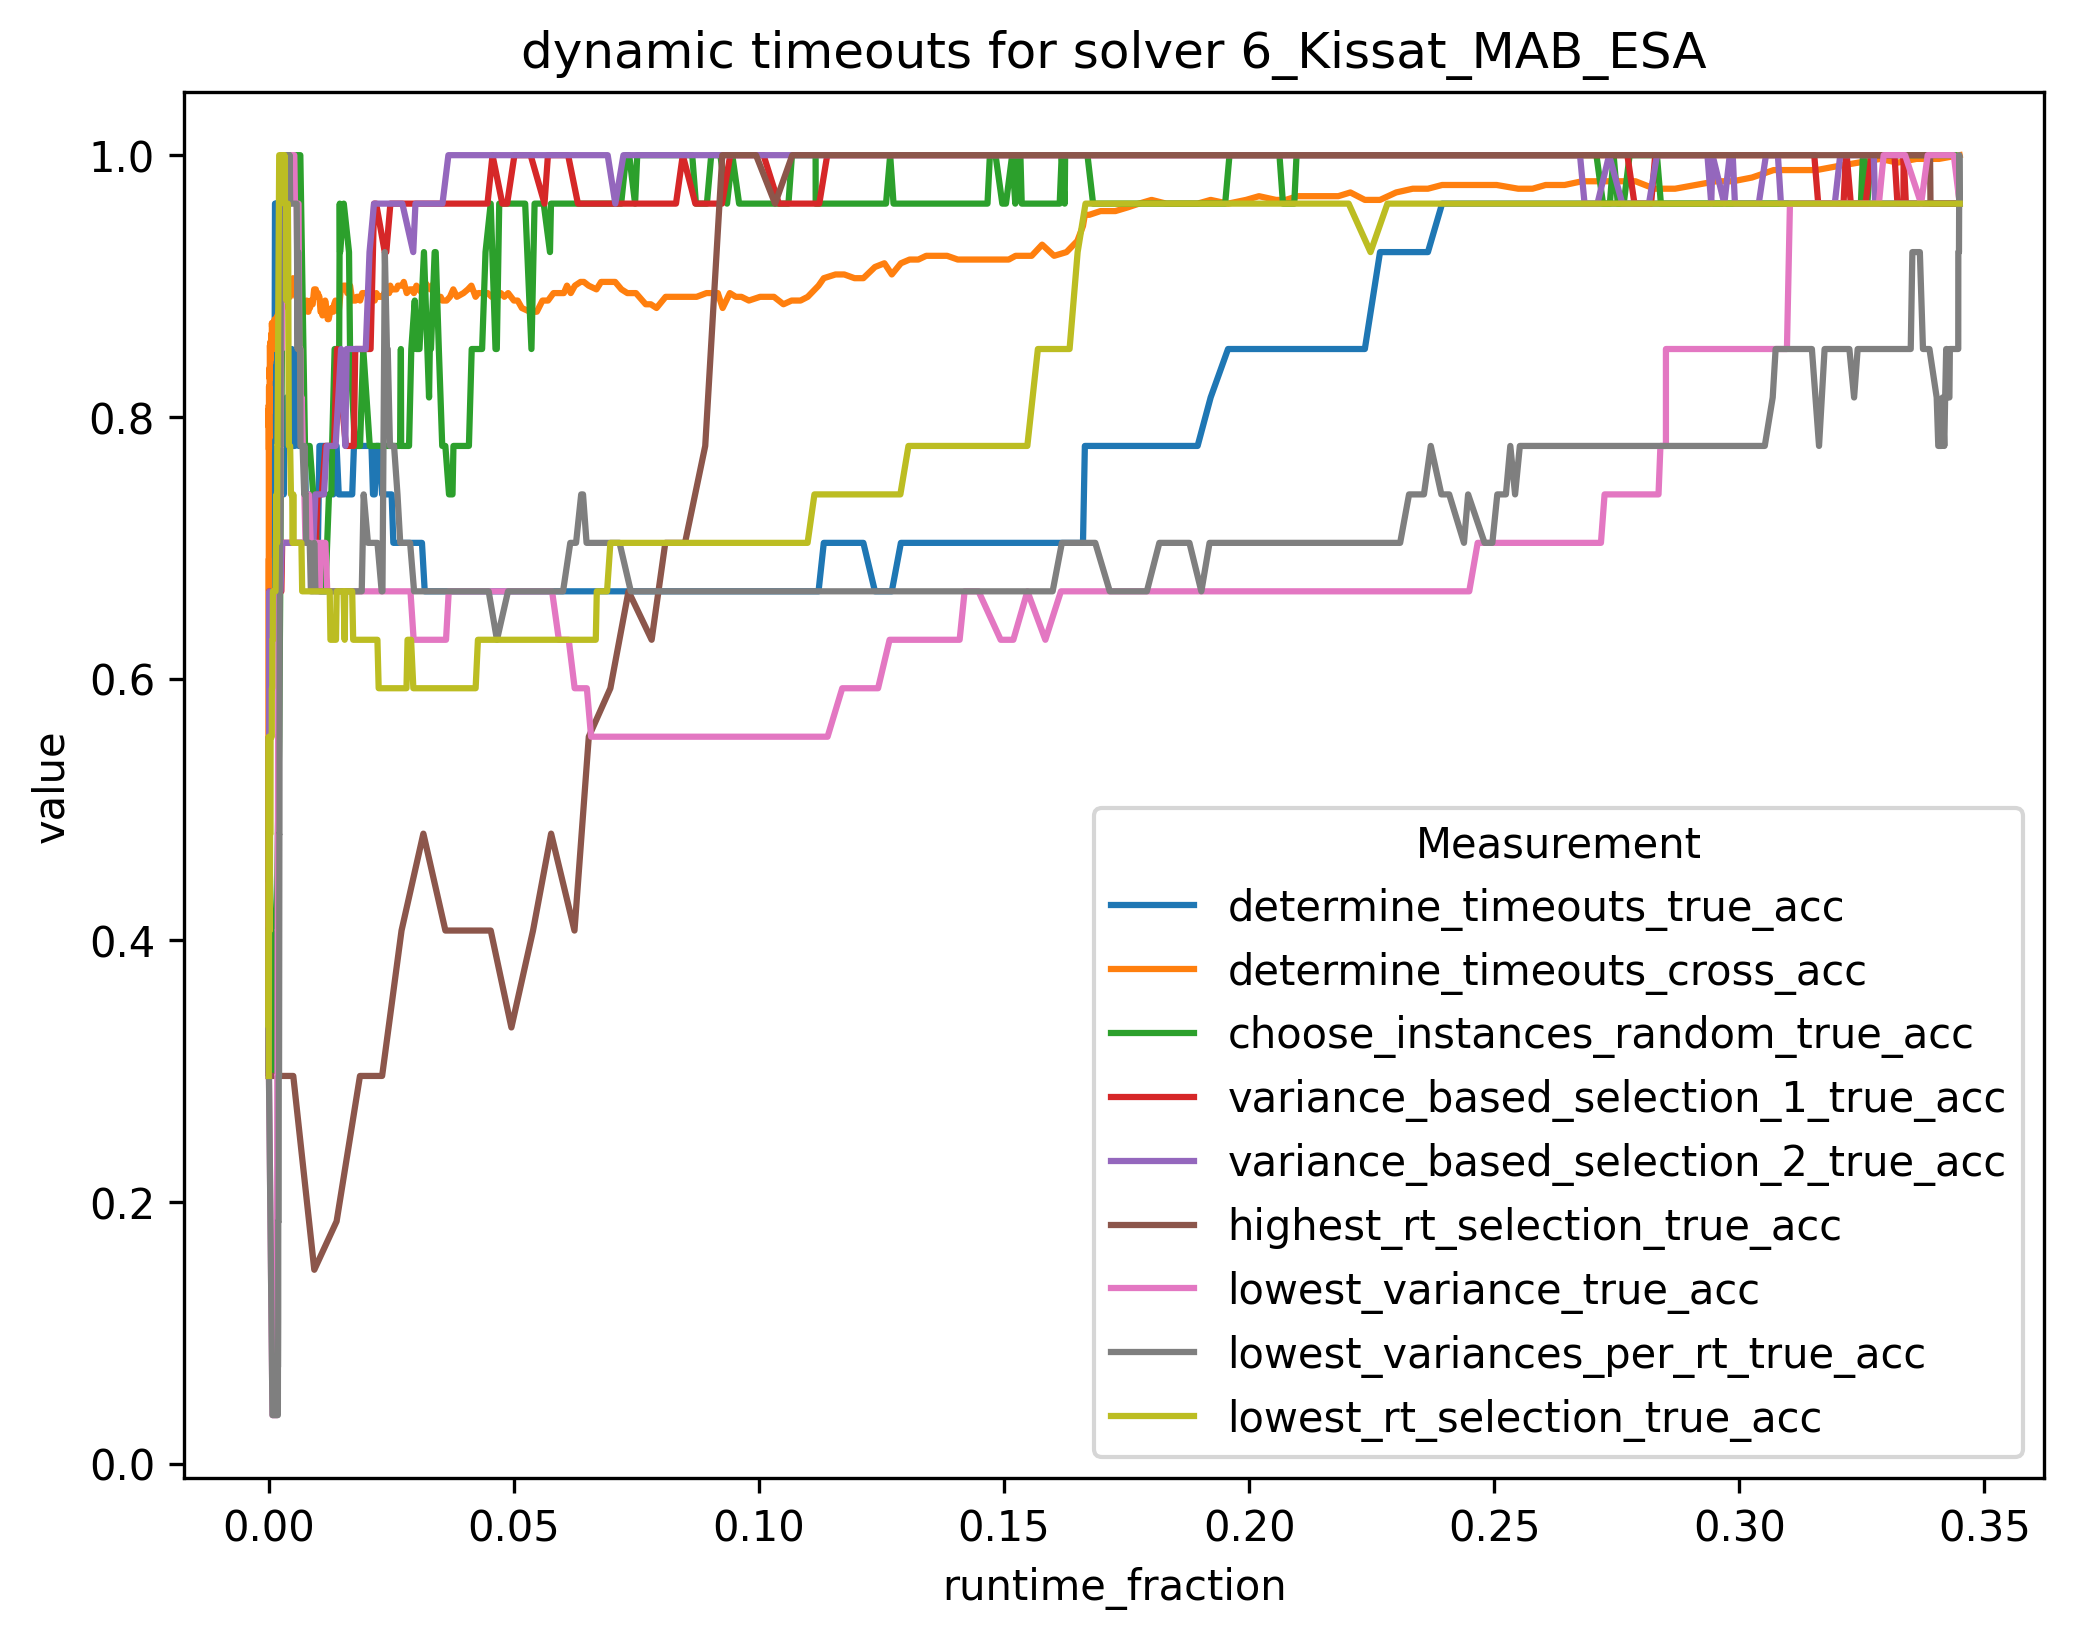 dynamic timeouts for solver 6_Kissat_MAB_ESA
1.0
0.8
0.6
0.4
0.2
0.0
value
Measurement
determine_timeouts_true_acc
determine_timeouts_cross_acc
choose_instances_random_true_acc
variance_based_selection_1_true_acc
variance_based_selection_2_true_acc
highest_rt_selection_true_acc
lowest_variance_true_acc
lowest_variances_per_rt_true_acc
lowest_rt_selection_true_acc
0.00 0.05 0.10 0.15 0.20 0.25 0.30 0.35
runtime_fraction